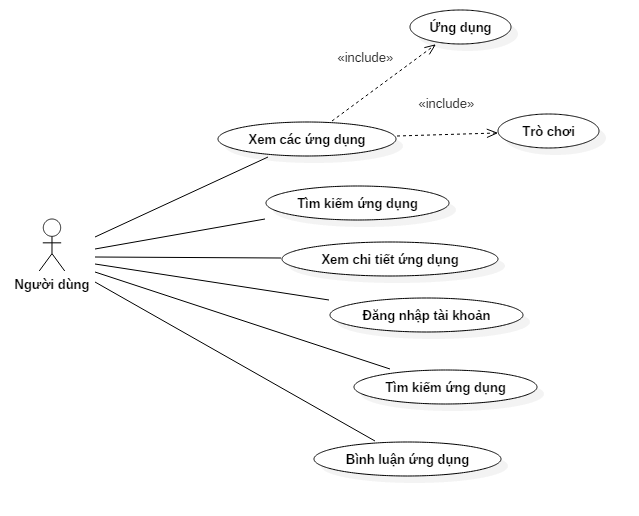 Ứng dụng
«include»
«include»
Trò chơi
Xem các ứng dụng
Tìm kiếm ứng dụng
Xem chi tiết ứng dụng
Người dùng
Đăng nhập tài khoản
Tìm kiếm ứng dụng
Bình luận ứng dụng